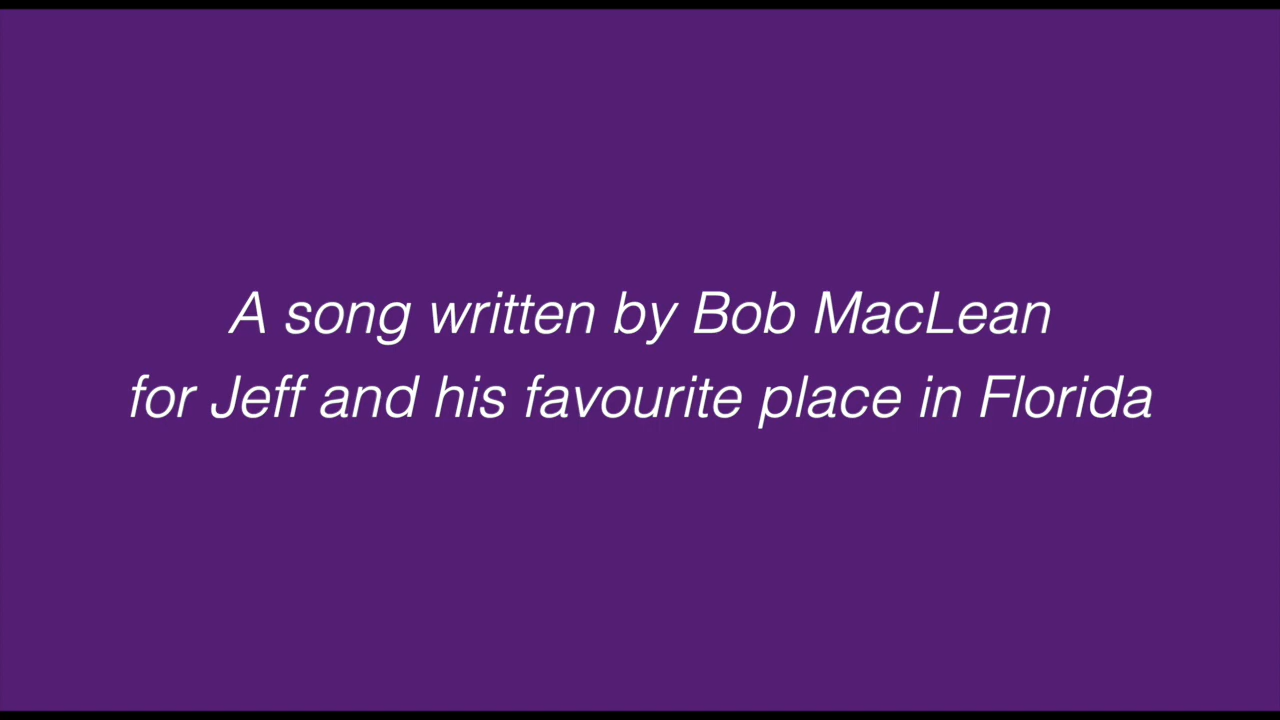 A song written by Bob MacLean
for Jeff and his favourite place in Florida